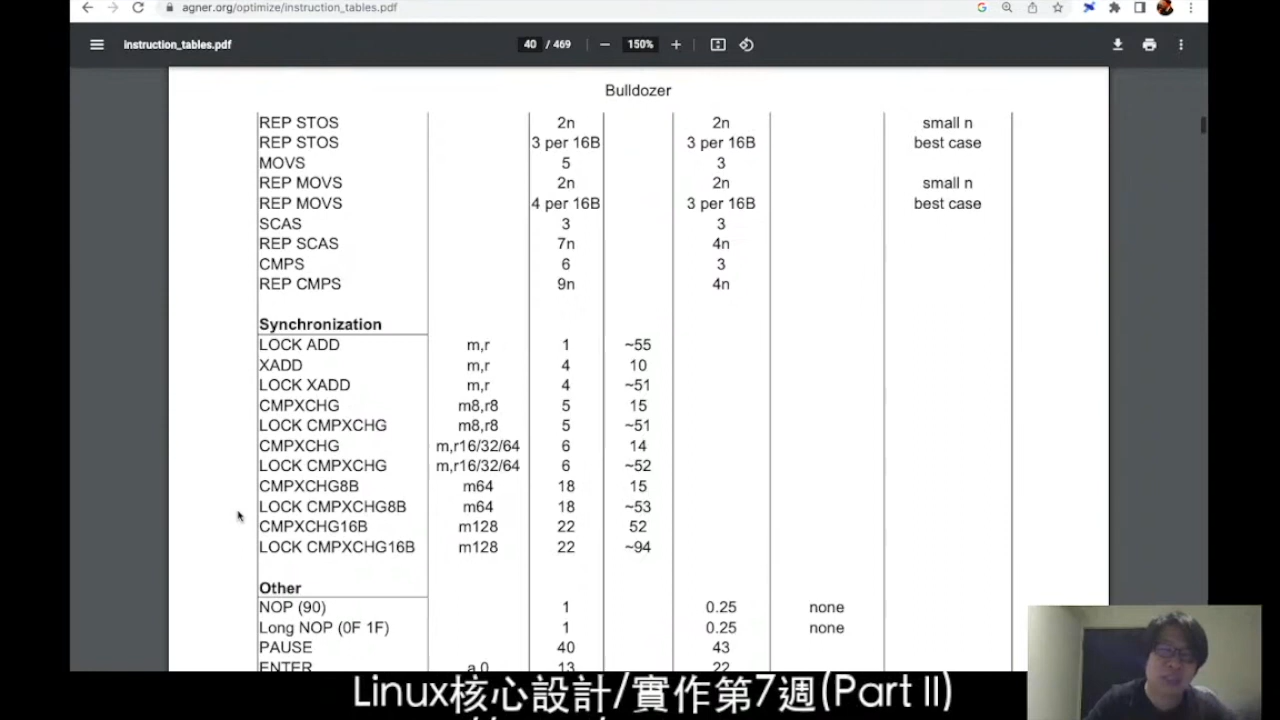 agner.org/optimize/instruction_tables.pdf
instruction_tables.pdf 40 / 469 150%
Bulldozer
REP STOS 2n 2n small n
REP STOS 3 per 16B 3 per 16B best case
MOVS 5 3
REP MOVS 2n 2n small n
REP MOVS 4 per 16B 3 per 16B best case
SCAS 3 3
REP SCAS 7n 4n
CMPS 6 3
REP CMPS 9n 4n
Synchronization
LOCK ADD m,r 1 ~55
XADD m,r 4 10
LOCK XADD m,r 4 ~51
CMPXCHG m8,r8 5 15
LOCK CMPXCHG m8,r8 5 ~51
CMPXCHG m,r16/32/64 6 14
LOCK CMPXCHG m,r16/32/64 6 ~52
CMPXCHG8B m64 18 15
LOCK CMPXCHG8B m64 18 ~53
CMPXCHG16B m128 22 52
LOCK CMPXCHG16B m128 22 ~94
Other
NOP (90) 1 0.25 none
Long NOP (0F 1F) 1 0.25 none
PAUSE 40 43
ENTER a,0 13 22
Linux核心設計/實作第7週(Part II)